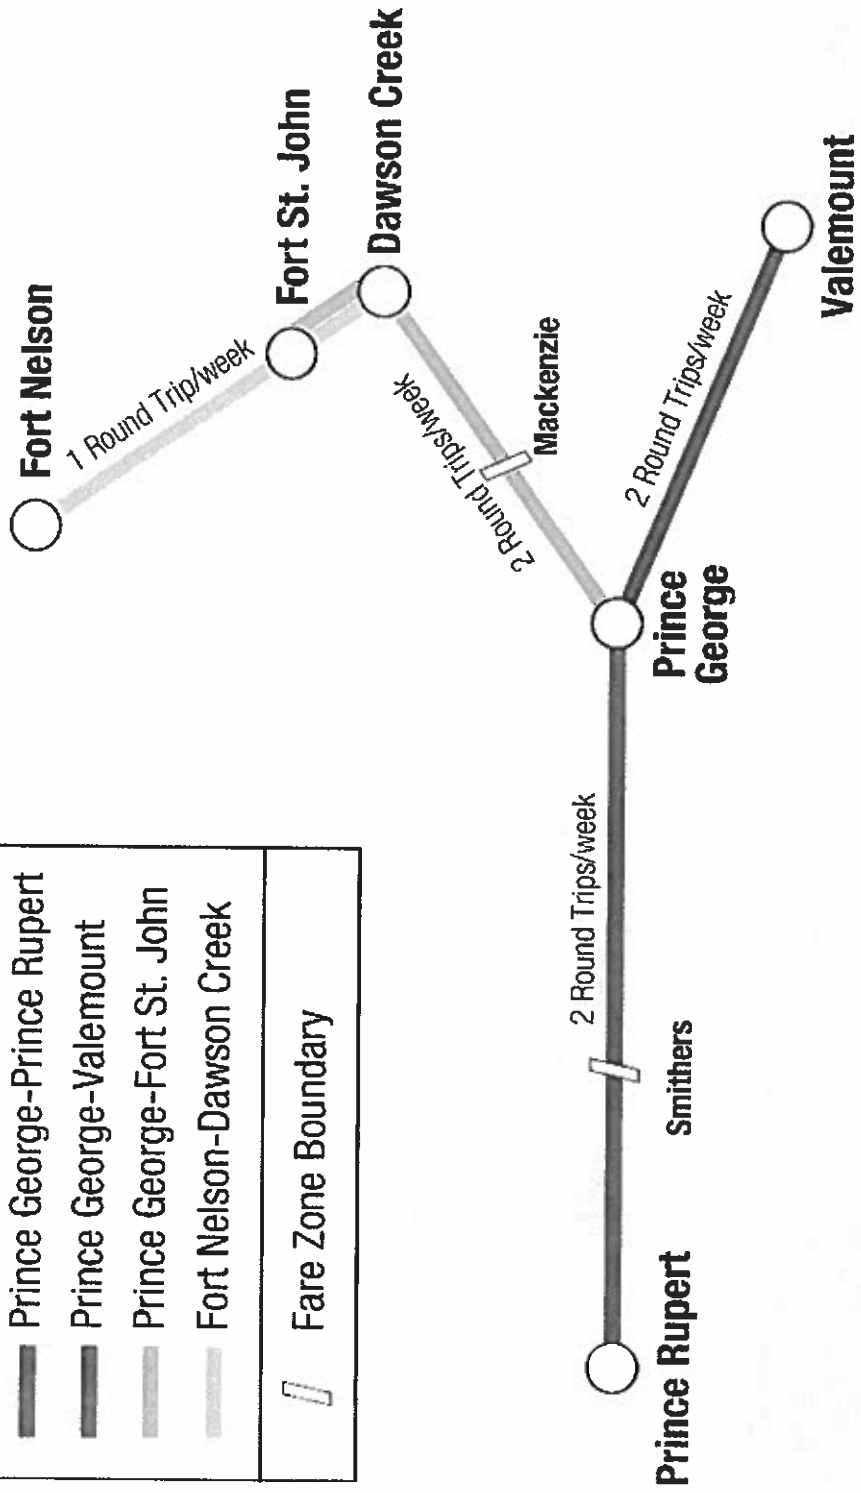 Prince George-Prince Rupert
Prince George-Valemount
Prince George-Fort St. John
Fort Nelson-Dawson Creek
Fare Zone Boundary
Fort Nelson
1 Round Trip/week
Fort St. John
Dawson Creek
2 Round Trips/week
Mackenzie
2 Round Trips/week
Valemount
Prince
George
2 Round Trips/week
Smithers
Prince Rupert